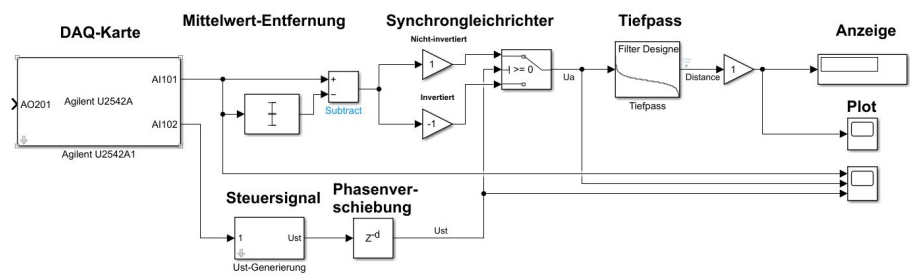 DAQ-Karte
Mittelwert-Entfernung
Synchrongleichrichter
Tiefpass
Anzeige
Nicht-invertiert
AI101
AO201
Agilent U2542A
AI102
Agilent U2542A1
+
−
Subtract
1
Invertiert
-1
>= 0
Ua
Filter Designe
Tiefpass
Distance
1
Plot
Steuersignal
Phasenver-
schiebung
1
Ust
Ust-Generierung
Z-d
Ust